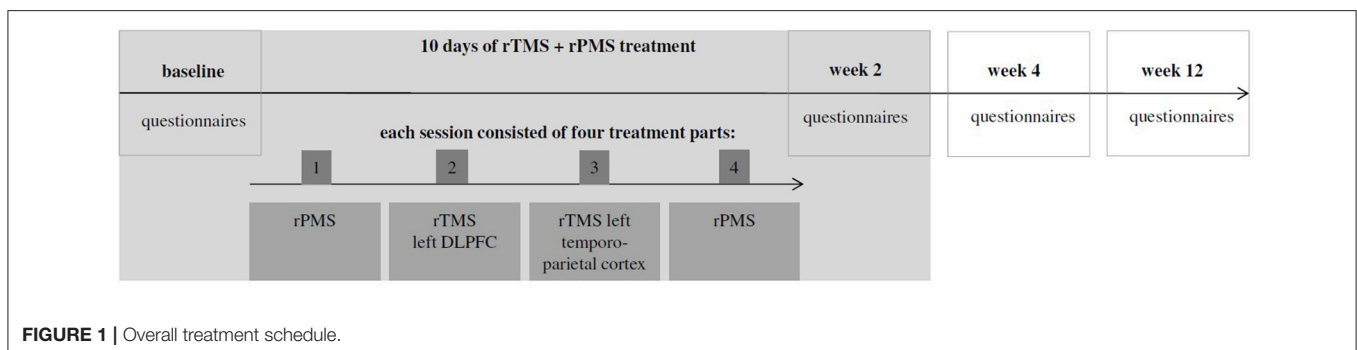 10 days of rTMS + rPMS treatment
baseline
week 2
week 4
week 12
questionnaires
questionnaires
questionnaires
questionnaires
each session consisted of four treatment parts:
1
2
3
4
rPMS
rTMS
left DLPFC
rTMS left
temporo-
parietal cortex
rPMS
FIGURE 1 | Overall treatment schedule.